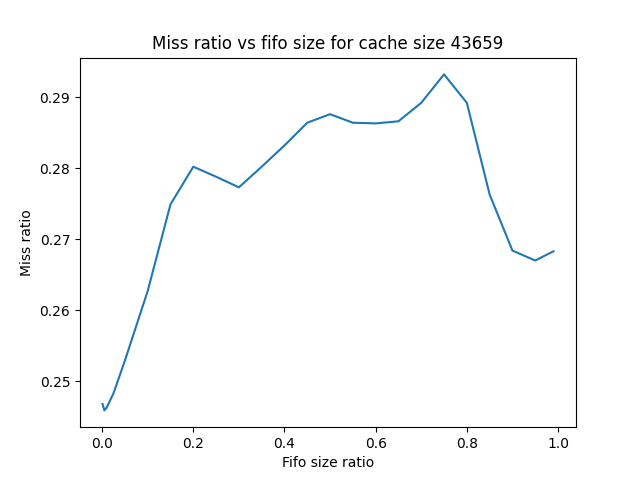 Miss ratio vs fifo size for cache size 43659
0.29
0.28
0.27
0.26
0.25
Miss ratio
0.0 0.2 0.4 0.6 0.8 1.0
Fifo size ratio